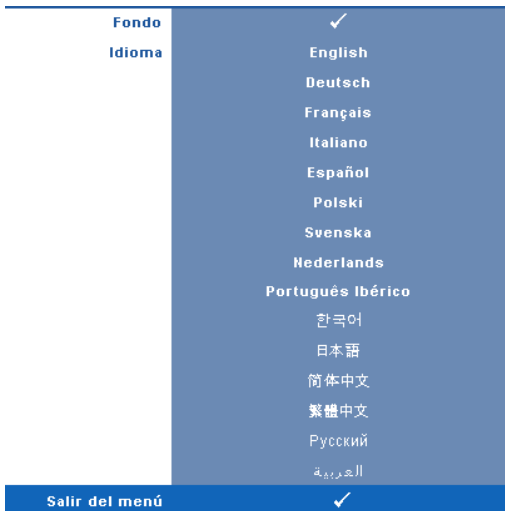 Fondo ✓
Idioma English
Deutsch
Français
Italiano
Español
Polski
Svenska
Nederlands
Português Ibérico
한국어
日本語
简体中文
繁體中文
Русский
العربية
Salir del menú ✓